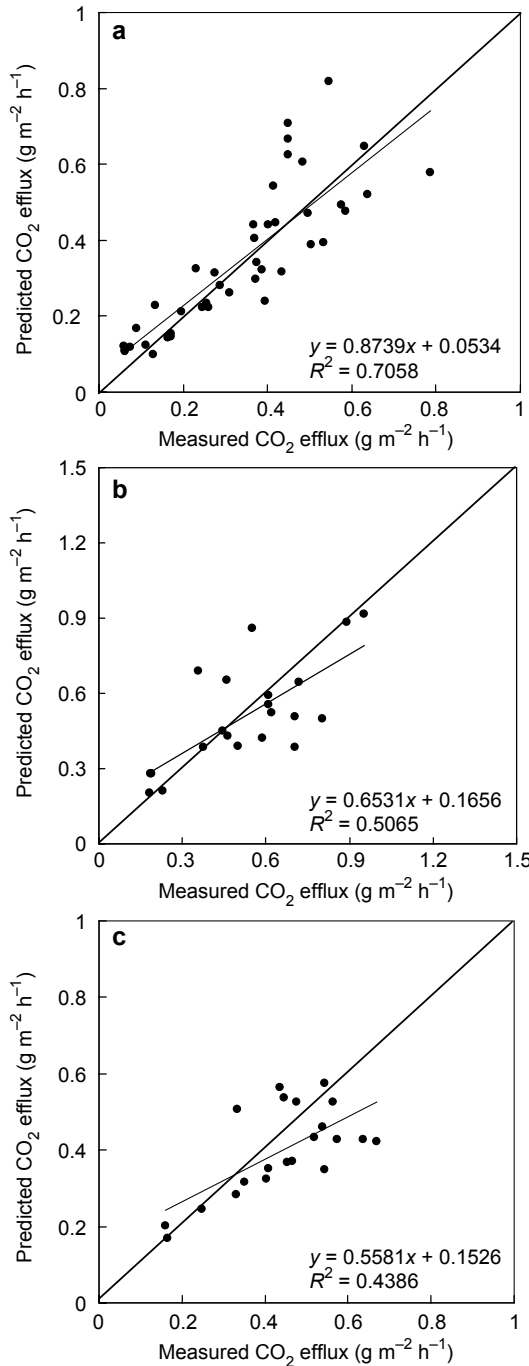 a
1
0.8
0.6
0.4
0.2
0
Predicted CO₂ efflux (g m⁻² h⁻¹)
y = 0.8739x + 0.0534
R² = 0.7058
0 0.2 0.4 0.6 0.8 1
Measured CO₂ efflux (g m⁻² h⁻¹)
b
1.5
1.2
0.9
0.6
0.3
0
Predicted CO₂ efflux (g m⁻² h⁻¹)
y = 0.6531x + 0.1656
R² = 0.5065
0 0.3 0.6 0.9 1.2 1.5
Measured CO₂ efflux (g m⁻² h⁻¹)
c
1
0.8
0.6
0.4
0.2
0
Predicted CO₂ efflux (g m⁻² h⁻¹)
y = 0.5581x + 0.1526
R² = 0.4386
0 0.2 0.4 0.6 0.8 1
Measured CO₂ efflux (g m⁻² h⁻¹)